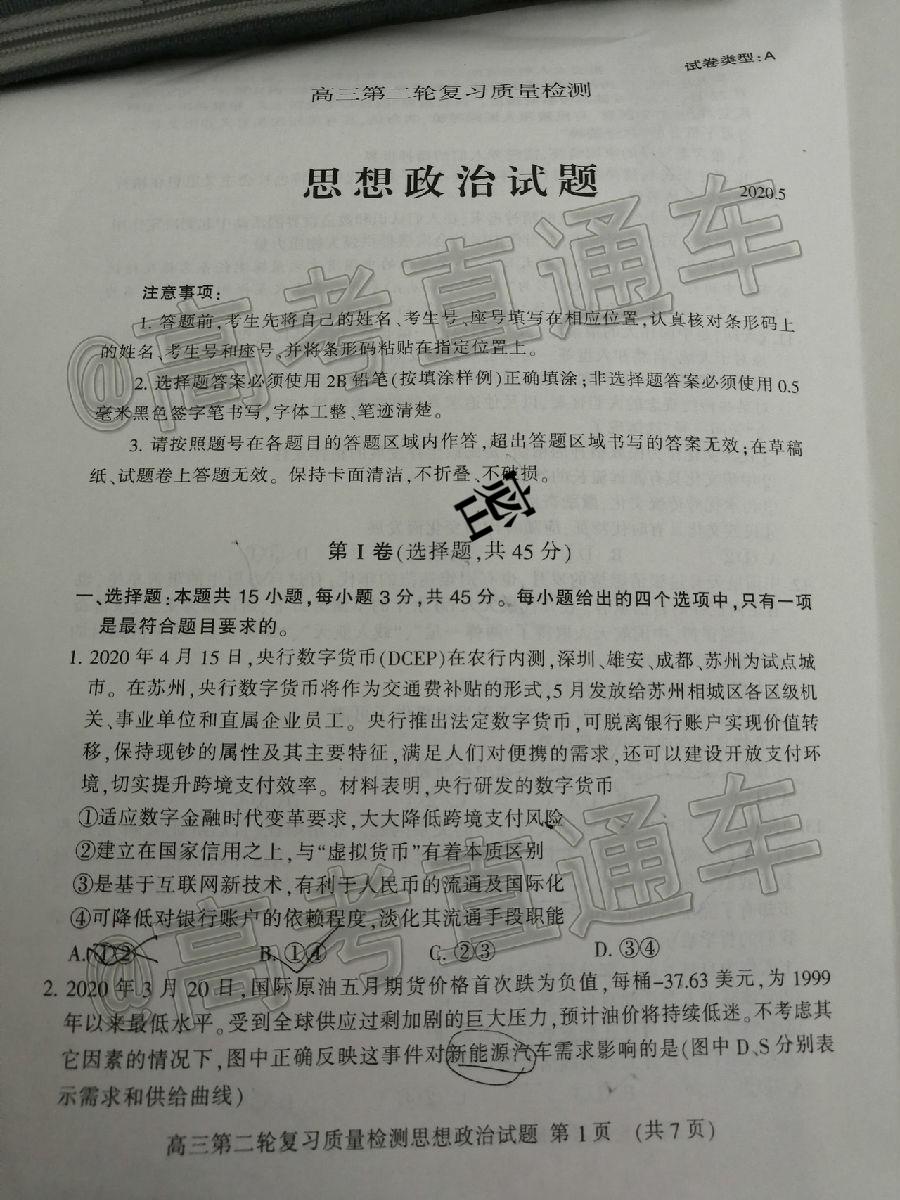 试卷类型:A
高三第二轮复习质量检测
思想政治试题
2020.5
注意事项:
1. 答题前,考生先将自己的姓名、考生号、座号填写在相应位置,认真核对条形码上
的姓名、考生号和座号,并将条形码粘贴在指定位置上。
2. 选择题答案必须使用2B铅笔(按填涂样例)正确填涂;非选择题答案必须使用0.5
毫米黑色签字笔书写,字体工整、笔迹清楚。
3. 请按照题号在各题目的答题区域内作答,超出答题区域书写的答案无效;在草稿
纸、试题卷上答题无效。保持卡面清洁,不折叠、不破损。
密
第Ⅰ卷(选择题,共45分)
一、选择题:本题共15小题,每小题3分,共45分。每小题给出的四个选项中,只有一项
是最符合题目要求的。
1. 2020年4月15日,央行数字货币(DCEP)在农行内测,深圳、雄安、成都、苏州为试点城
市。在苏州,央行数字货币将作为交通费补贴的形式,5月发放给苏州相城区各区级机
关、事业单位和直属企业员工。央行推出法定数字货币,可脱离银行账户实现价值转
移,保持现钞的属性及其主要特征,满足人们对便携的需求,还可以建设开放支付环
境,切实提升跨境支付效率。材料表明,央行研发的数字货币
①适应数字金融时代变革要求,大大降低跨境支付风险
②建立在国家信用之上,与“虚拟货币”有着本质区别
③是基于互联网新技术,有利于人民币的流通及国际化
④可降低对银行账户的依赖程度,淡化其流通手段职能
A. ①② B. ①④ C. ②③ D. ③④
2. 2020年3月20日,国际原油五月期货价格首次跌为负值,每桶-37.63美元,为1999
年以来最低水平。受到全球供应过剩加剧的巨大压力,预计油价将持续低迷。不考虑其
它因素的情况下,图中正确反映这事件对新能源汽车需求影响的是(图中D、S分别表
示需求和供给曲线)
高三第二轮复习质量检测思想政治试题 第1页 (共7页)
@高考直通车
@高考直通车